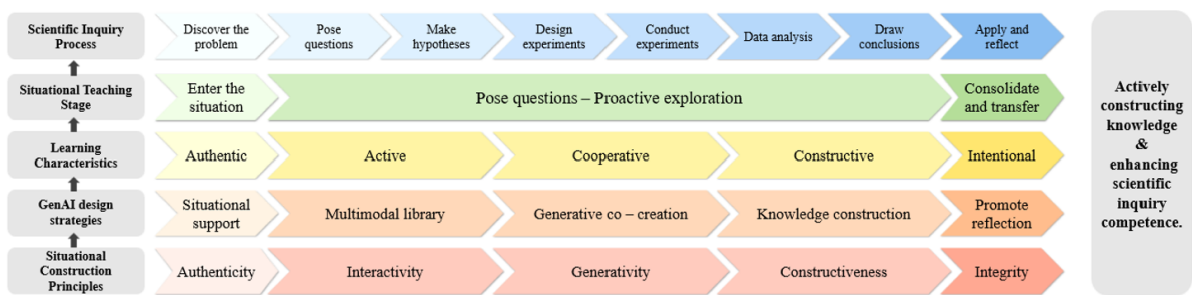 Scientific Inquiry
Process
Discover the
problem
Pose
questions
Make
hypotheses
Design
experiments
Conduct
experiments
Data analysis
Draw
conclusions
Apply and
reflect
Situational Teaching
Stage
Enter the
situation
Pose questions – Proactive exploration
Consolidate
and transfer
Learning
Characteristics
Authentic
Active
Cooperative
Constructive
Intentional
GenAI design
strategies
Situational
support
Multimodal library
Generative co – creation
Knowledge construction
Promote
reflection
Situational
Construction
Principles
Authenticity
Interactivity
Generativity
Constructiveness
Integrity
Actively
constructing
knowledge
&
enhancing
scientific
inquiry
competence.